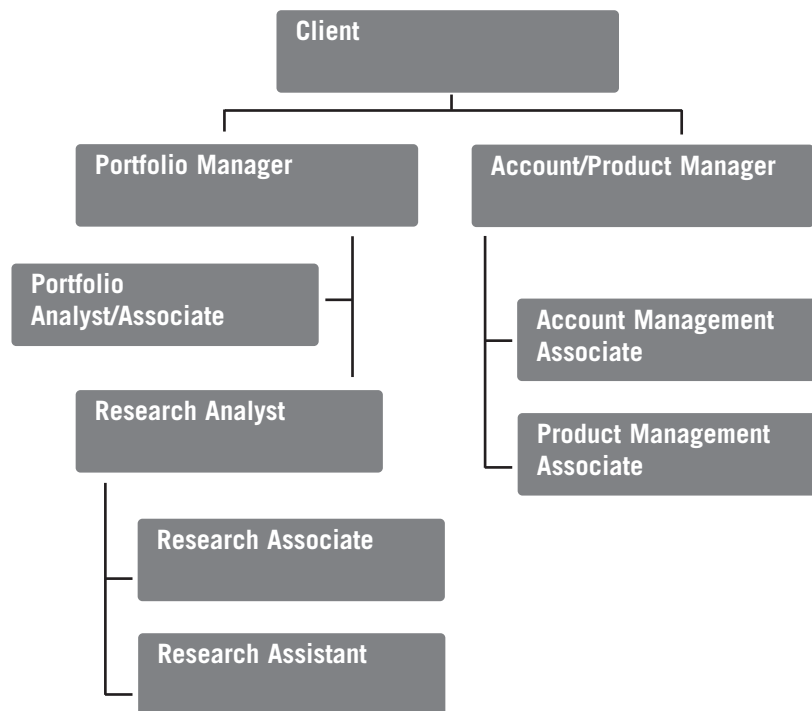 Client
Portfolio Manager
Account/Product Manager
Portfolio
Analyst/Associate
Account Management
Associate
Research Analyst
Product Management
Associate
Research Associate
Research Assistant